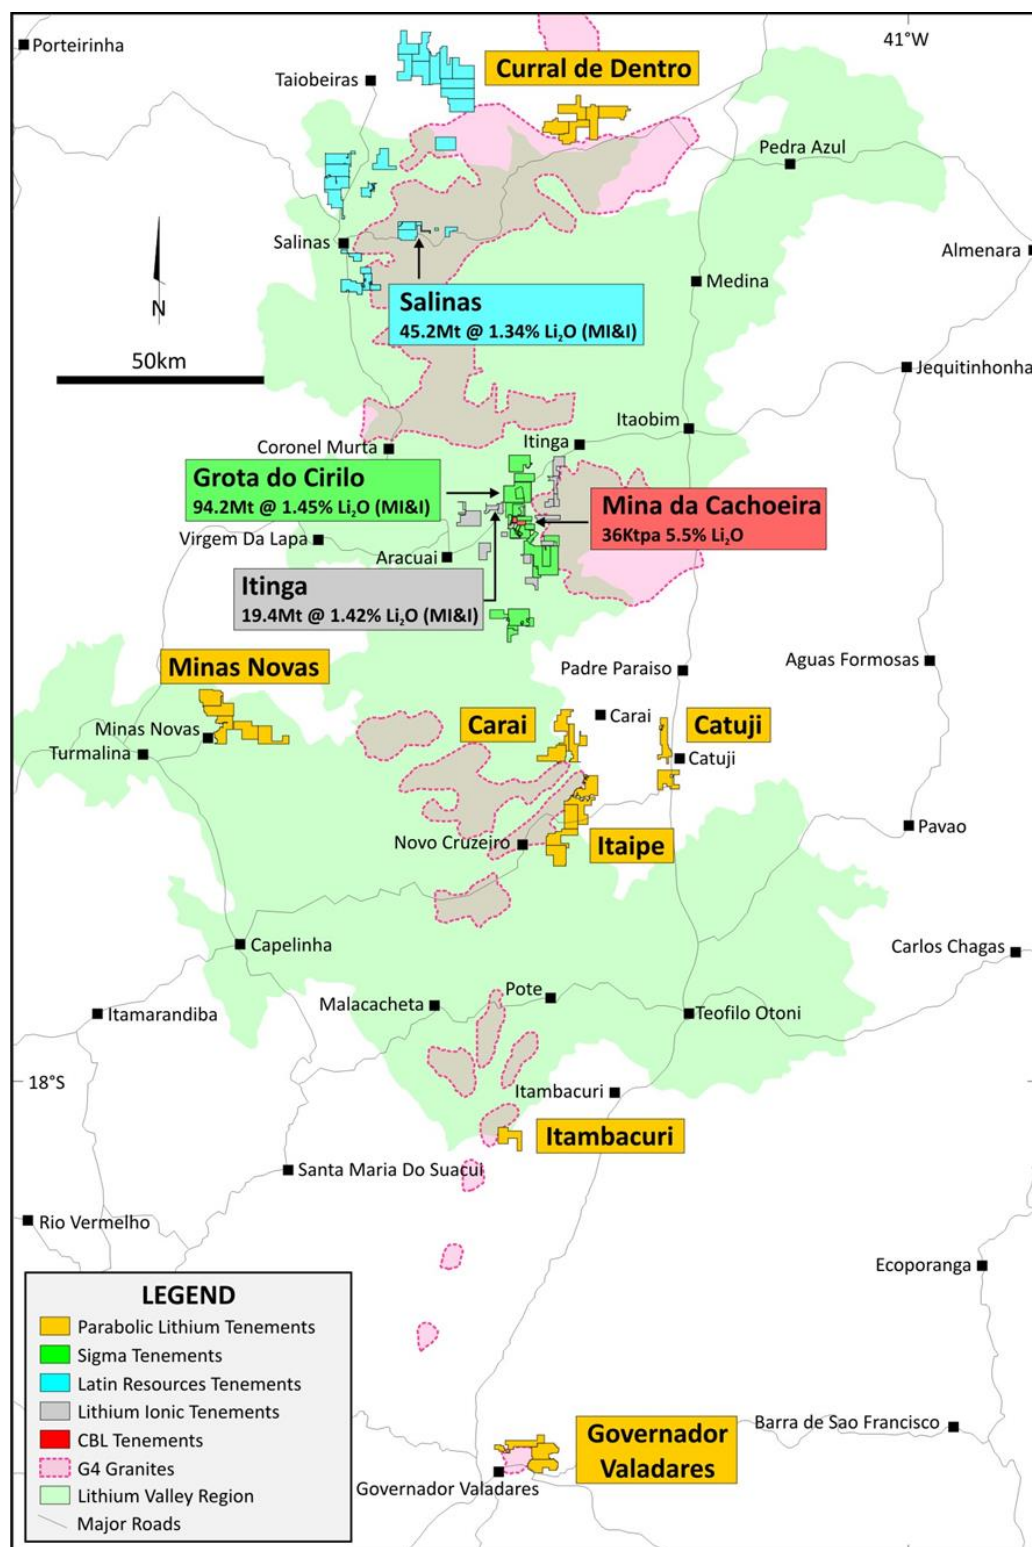 41°W
Porteirinha
Curral de Dentro
Taiobeiras
Pedra Azul
Salinas
Almenara
Medina
N
Salinas
45.2Mt @ 1.34% Li₂O (MI&I)
50km
Jequitinhonha
Itaobim
Itinga
Coronel Murta
Grota do Cirilo
94.2Mt @ 1.45% Li₂O (MI&I)
Mina da Cachoeira
36Ktpa 5.5% Li₂O
Virgem Da Lapa
Aracuai
Itinga
19.4Mt @ 1.42% Li₂O (MI&I)
Minas Novas
Padre Paraiso
Aguas Formosas
Carai
Carai
Catuji
Minas Novas
Turmalina
Catuji
Pavao
Novo Cruzeiro
Itaipe
Capelinha
Carlos Chagas
Pote
Malacacheta
Itamarandiba
Teofilo Otoni
18°S
Itambacuri
Itambacuri
Santa Maria Do Suacui
Rio Vermelho
Ecoporanga
LEGEND
Parabolic Lithium Tenements
Sigma Tenements
Latin Resources Tenements
Lithium Ionic Tenements
CBL Tenements
G4 Granites
Lithium Valley Region
Major Roads
Barra de Sao Francisco
Governador
Valadares
Governador Valadares